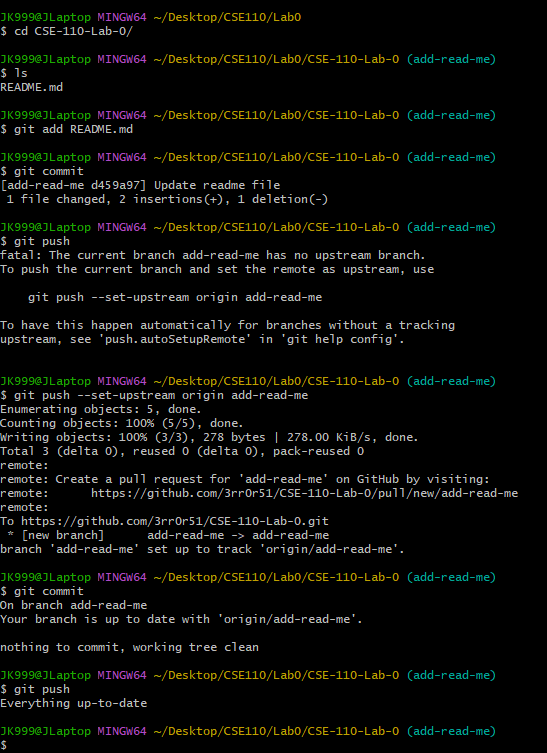 JK999@JLaptop MINGW64 ~/Desktop/CSE110/Lab0
$ cd CSE-110-Lab-0/
JK999@JLaptop MINGW64 ~/Desktop/CSE110/Lab0/CSE-110-Lab-0 (add-read-me)
$ ls
README.md
JK999@JLaptop MINGW64 ~/Desktop/CSE110/Lab0/CSE-110-Lab-0 (add-read-me)
$ git add README.md
JK999@JLaptop MINGW64 ~/Desktop/CSE110/Lab0/CSE-110-Lab-0 (add-read-me)
$ git commit
[add-read-me d459a97] Update readme file
 1 file changed, 2 insertions(+), 1 deletion(-)
JK999@JLaptop MINGW64 ~/Desktop/CSE110/Lab0/CSE-110-Lab-0 (add-read-me)
$ git push
fatal: The current branch add-read-me has no upstream branch.
To push the current branch and set the remote as upstream, use
    git push --set-upstream origin add-read-me
To have this happen automatically for branches without a tracking
upstream, see 'push.autoSetupRemote' in 'git help config'.
JK999@JLaptop MINGW64 ~/Desktop/CSE110/Lab0/CSE-110-Lab-0 (add-read-me)
$ git push --set-upstream origin add-read-me
Enumerating objects: 5, done.
Counting objects: 100% (5/5), done.
Writing objects: 100% (3/3), 278 bytes | 278.00 KiB/s, done.
Total 3 (delta 0), reused 0 (delta 0), pack-reused 0
remote:
remote: Create a pull request for 'add-read-me' on GitHub by visiting:
remote:      https://github.com/3rr0r51/CSE-110-Lab-0/pull/new/add-read-me
remote:
To https://github.com/3rr0r51/CSE-110-Lab-0.git
 * [new branch]      add-read-me -> add-read-me
branch 'add-read-me' set up to track 'origin/add-read-me'.
JK999@JLaptop MINGW64 ~/Desktop/CSE110/Lab0/CSE-110-Lab-0 (add-read-me)
$ git commit
On branch add-read-me
Your branch is up to date with 'origin/add-read-me'.
nothing to commit, working tree clean
JK999@JLaptop MINGW64 ~/Desktop/CSE110/Lab0/CSE-110-Lab-0 (add-read-me)
$ git push
Everything up-to-date
JK999@JLaptop MINGW64 ~/Desktop/CSE110/Lab0/CSE-110-Lab-0 (add-read-me)
$